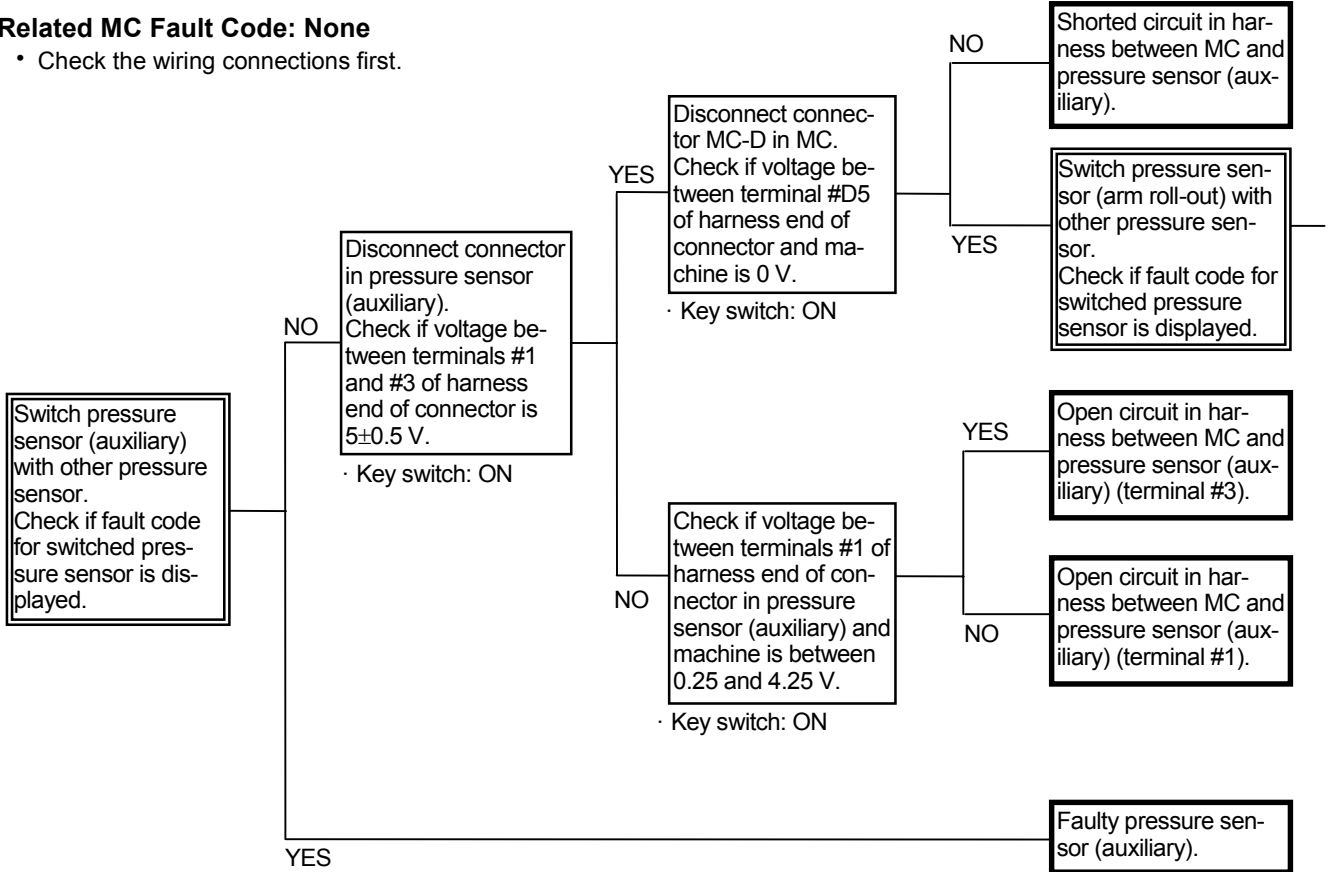 Related MC Fault Code: None
• Check the wiring connections first.
Switch pressure
sensor (auxiliary)
with other pressure
sensor.
Check if fault code
for switched pres-
sure sensor is dis-
played.
NO
YES
Disconnect connector
in pressure sensor
(auxiliary).
Check if voltage be-
tween terminals #1
and #3 of harness
end of connector is
5±0.5 V.
· Key switch: ON
YES
NO
Disconnect connec-
tor MC-D in MC.
Check if voltage be-
tween terminal #D5
of harness end of
connector and ma-
chine is 0 V.
· Key switch: ON
NO
YES
Shorted circuit in har-
ness between MC and
pressure sensor (aux-
iliary).
Switch pressure sen-
sor (arm roll-out) with
other pressure sen-
sor.
Check if fault code for
switched pressure
sensor is displayed.
Check if voltage be-
tween terminals #1 of
harness end of con-
nector in pressure
sensor (auxiliary) and
machine is between
0.25 and 4.25 V.
· Key switch: ON
YES
NO
Open circuit in har-
ness between MC and
pressure sensor (aux-
iliary) (terminal #3).
Open circuit in har-
ness between MC and
pressure sensor (aux-
iliary) (terminal #1).
Faulty pressure sen-
sor (auxiliary).